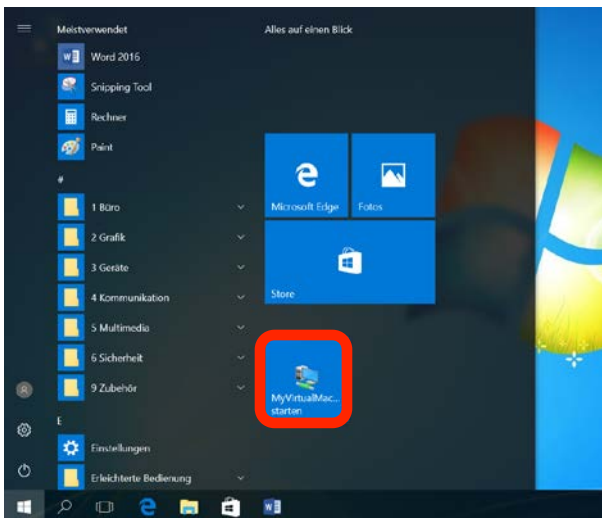 Meistverwendet
Alles auf einen Blick
Word 2016
Snipping Tool
Rechner
Paint
#
1 Büro
2 Grafik
3 Geräte
4 Kommunikation
5 Multimedia
6 Sicherheit
9 Zubehör
E
Einstellungen
Erleichterte Bedienung
Microsoft Edge
Fotos
Store
MyVirtualMac...
starten